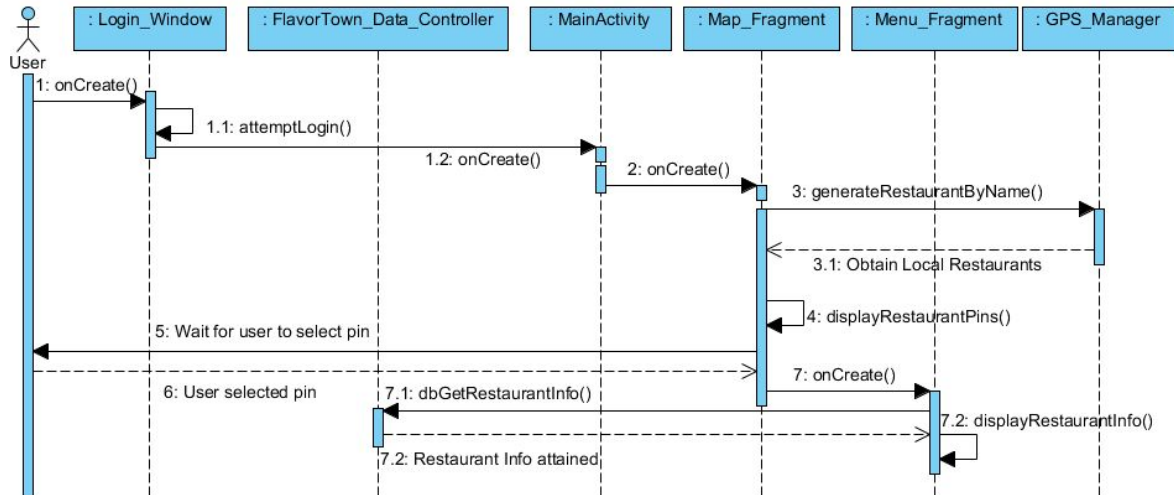 : Login_Window
: FlavorTown_Data_Controller
: MainActivity
: Map_Fragment
: Menu_Fragment
: GPS_Manager
User
1: onCreate()
1.1: attemptLogin()
1.2: onCreate()
2: onCreate()
3: generateRestaurantByName()
3.1: Obtain Local Restaurants
4: displayRestaurantPins()
5: Wait for user to select pin
6: User selected pin
7: onCreate()
7.1: dbGetRestaurantInfo()
7.2: displayRestaurantInfo()
7.2: Restaurant Info attained